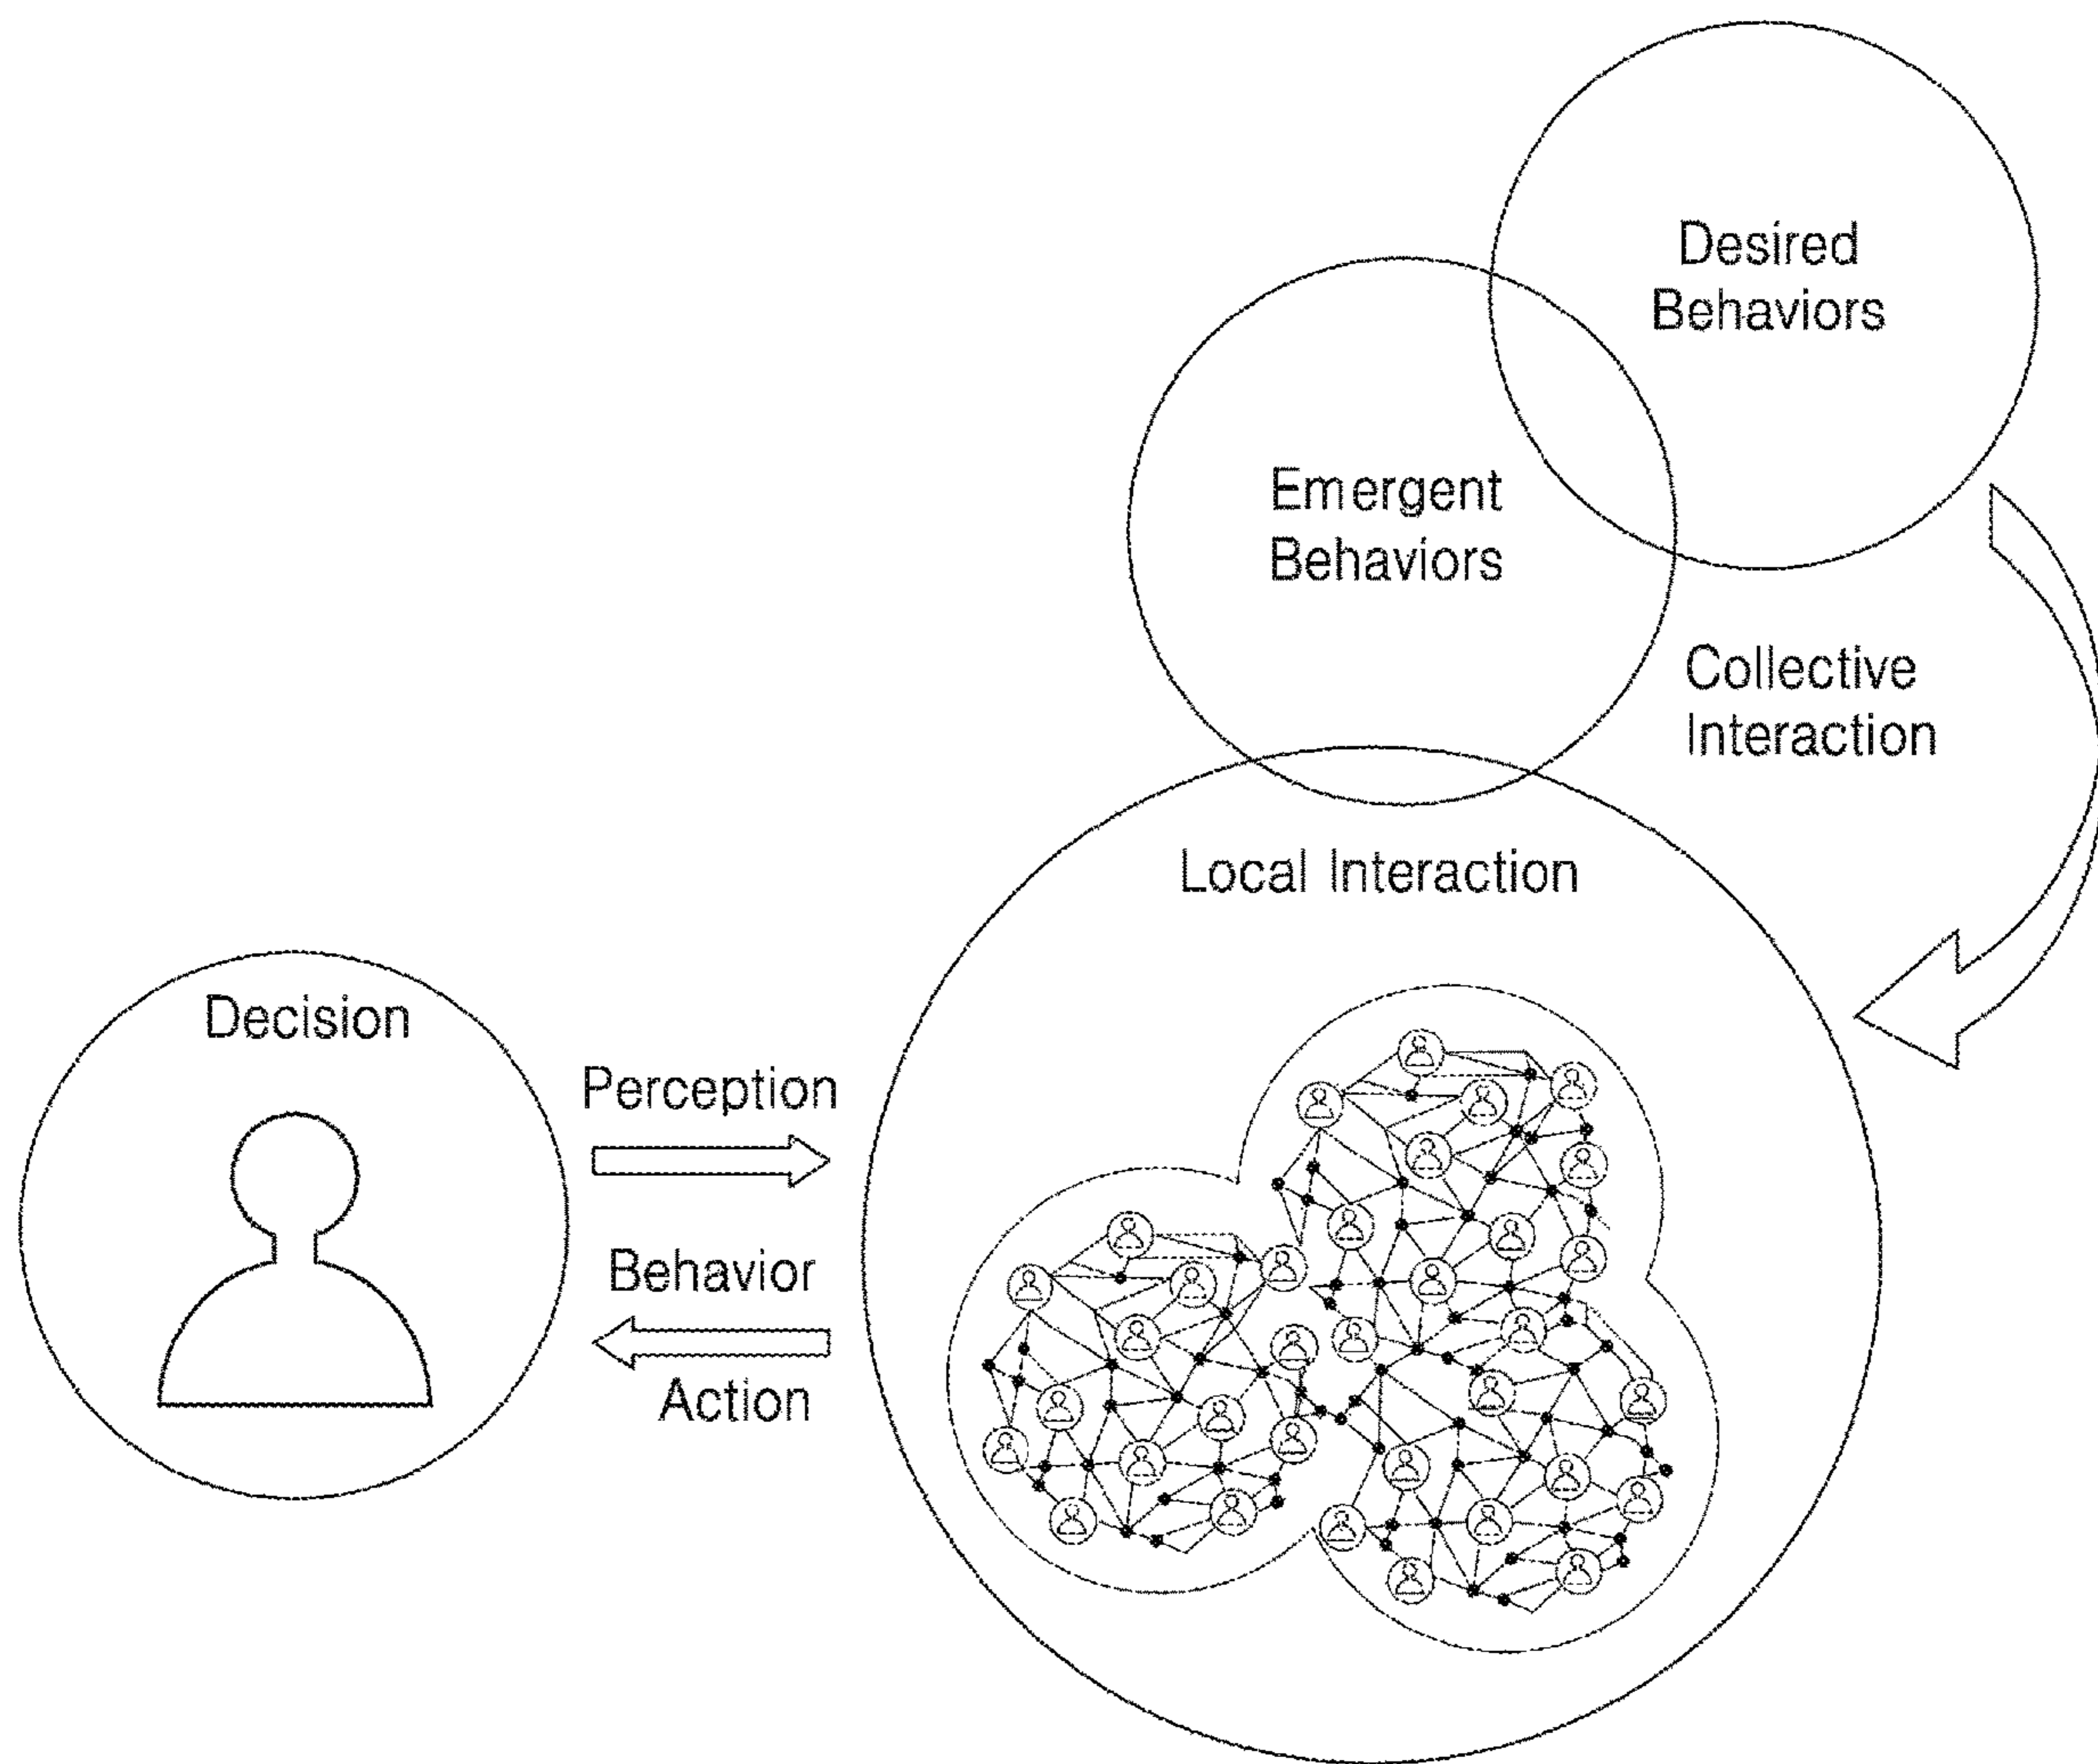 Desired
Behaviors
Emergent
Behaviors
Collective
Interaction
Local Interaction
Decision
Perception
Behavior
Action